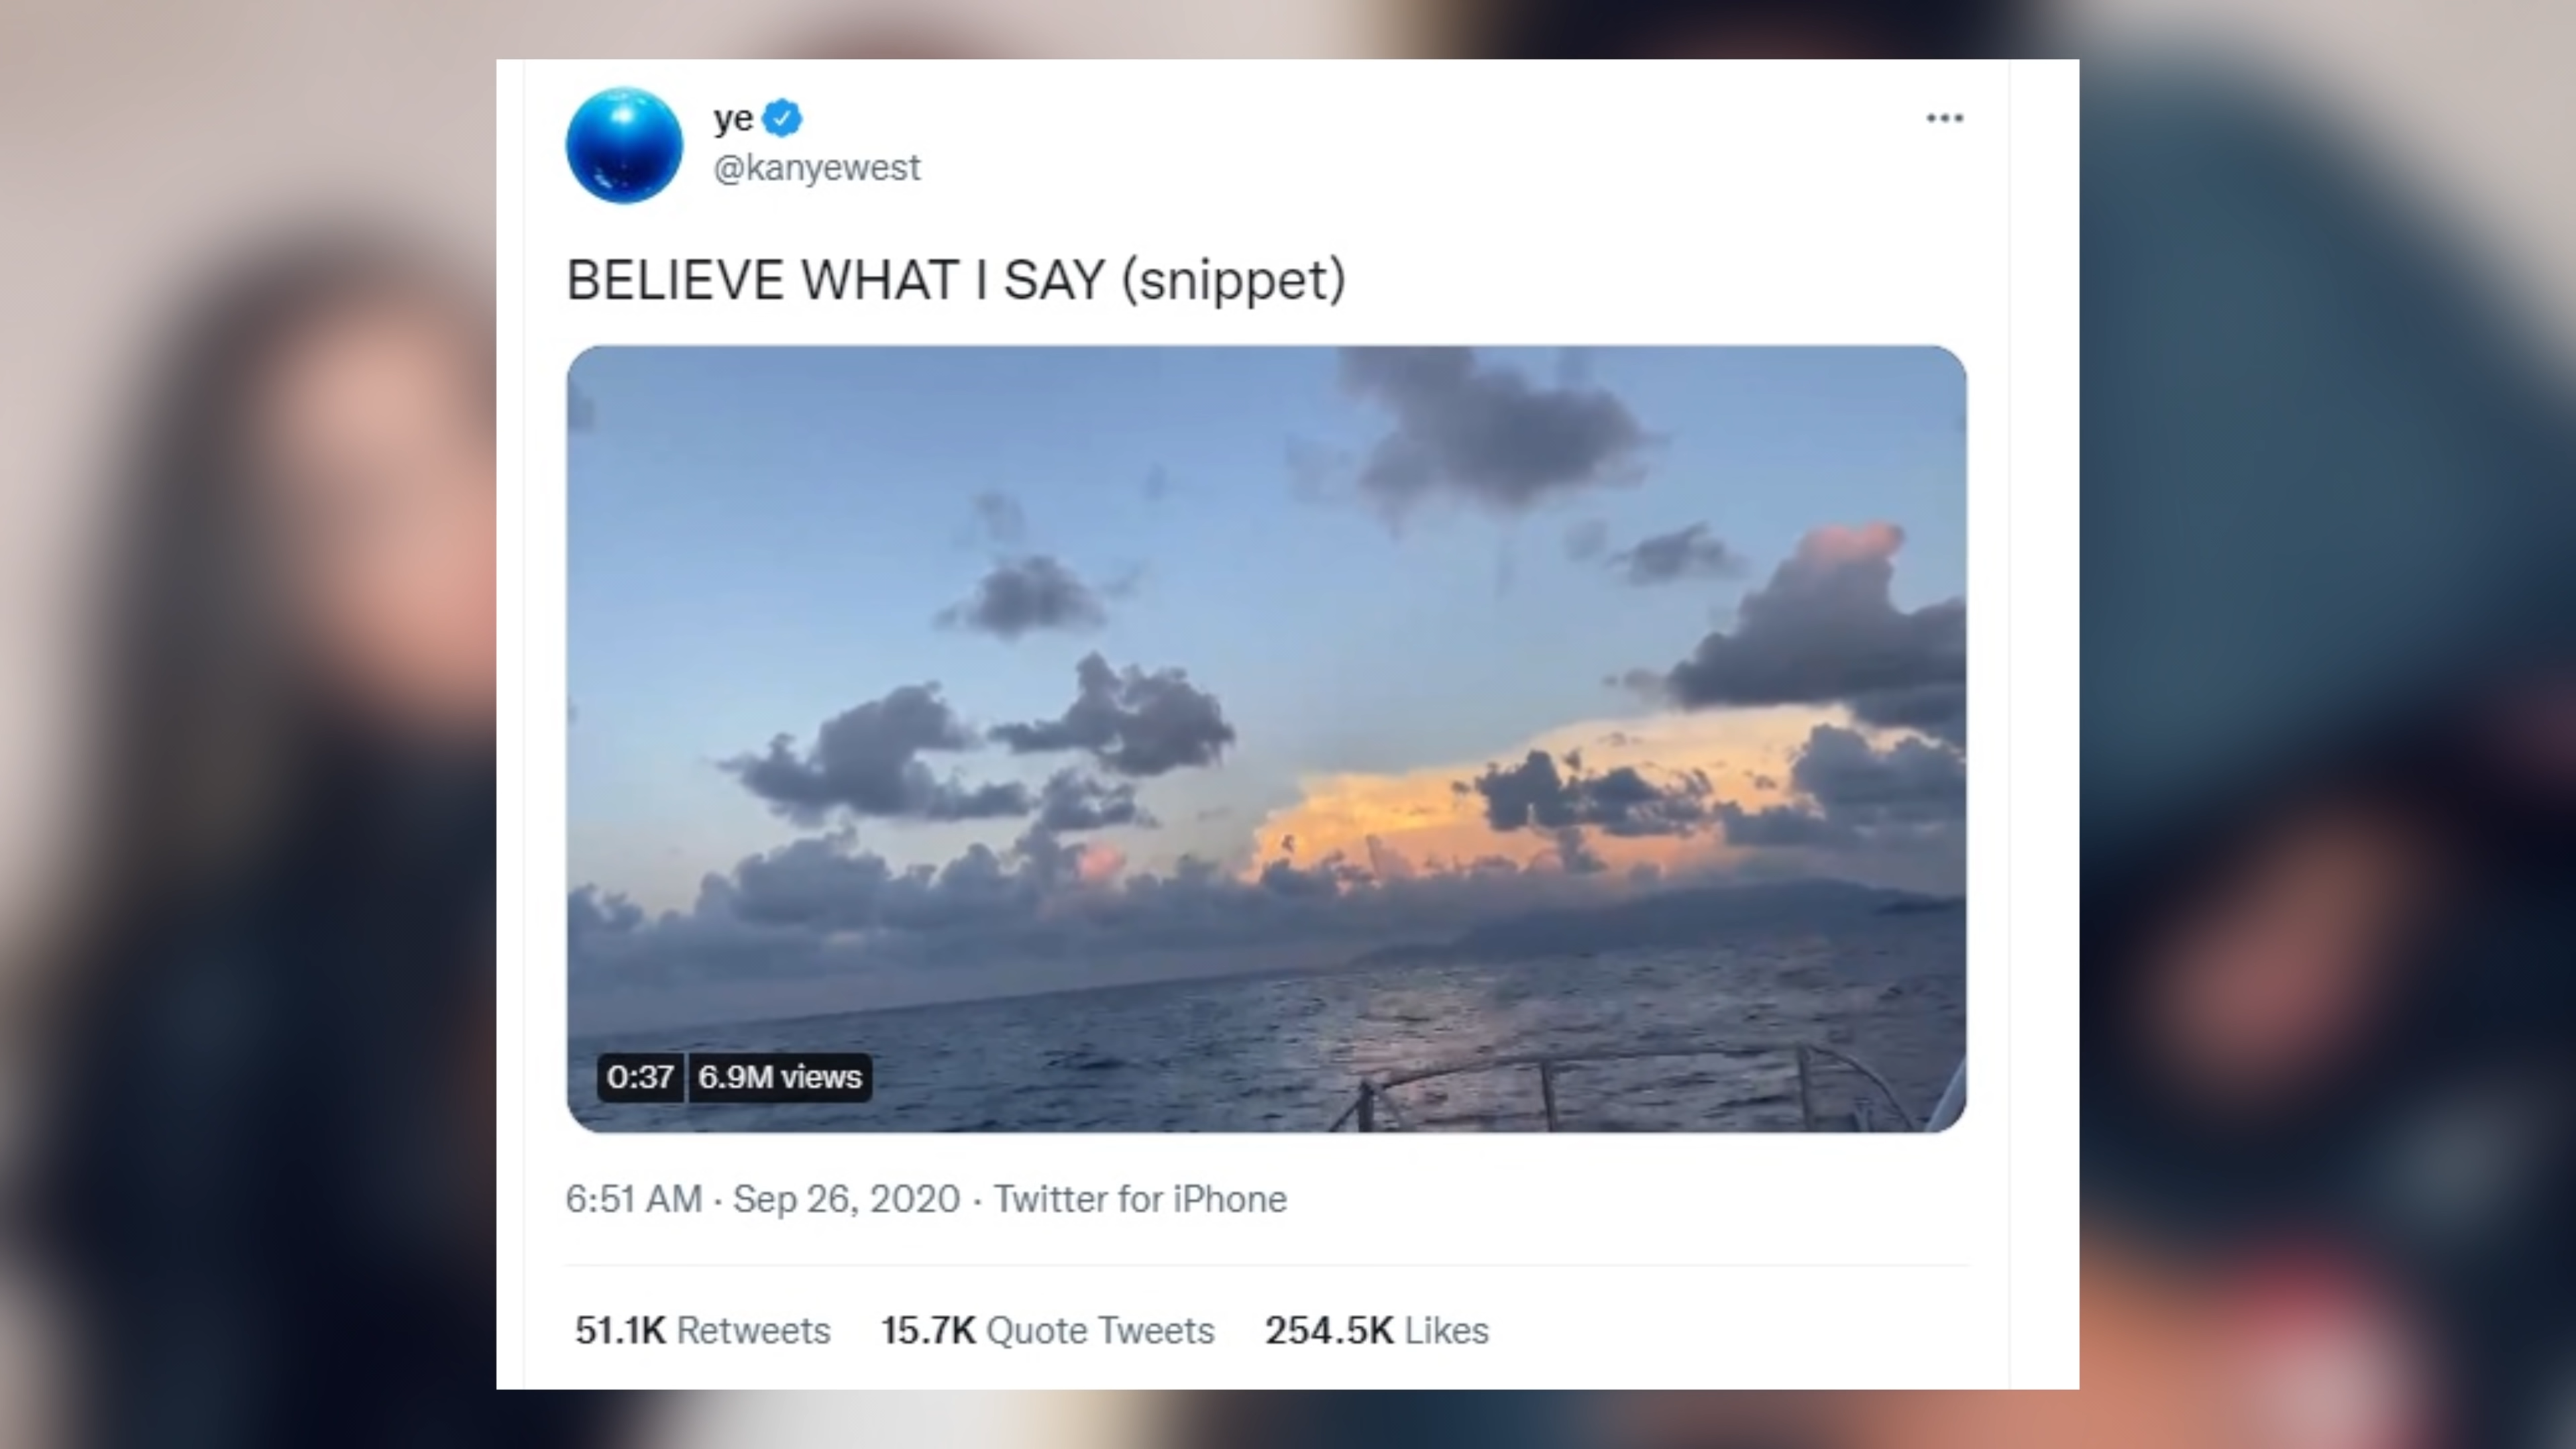 ye
@kanyewest
BELIEVE WHAT I SAY (snippet)
0:37 6.9M views
6:51 AM · Sep 26, 2020 · Twitter for iPhone
51.1K Retweets 15.7K Quote Tweets 254.5K Likes